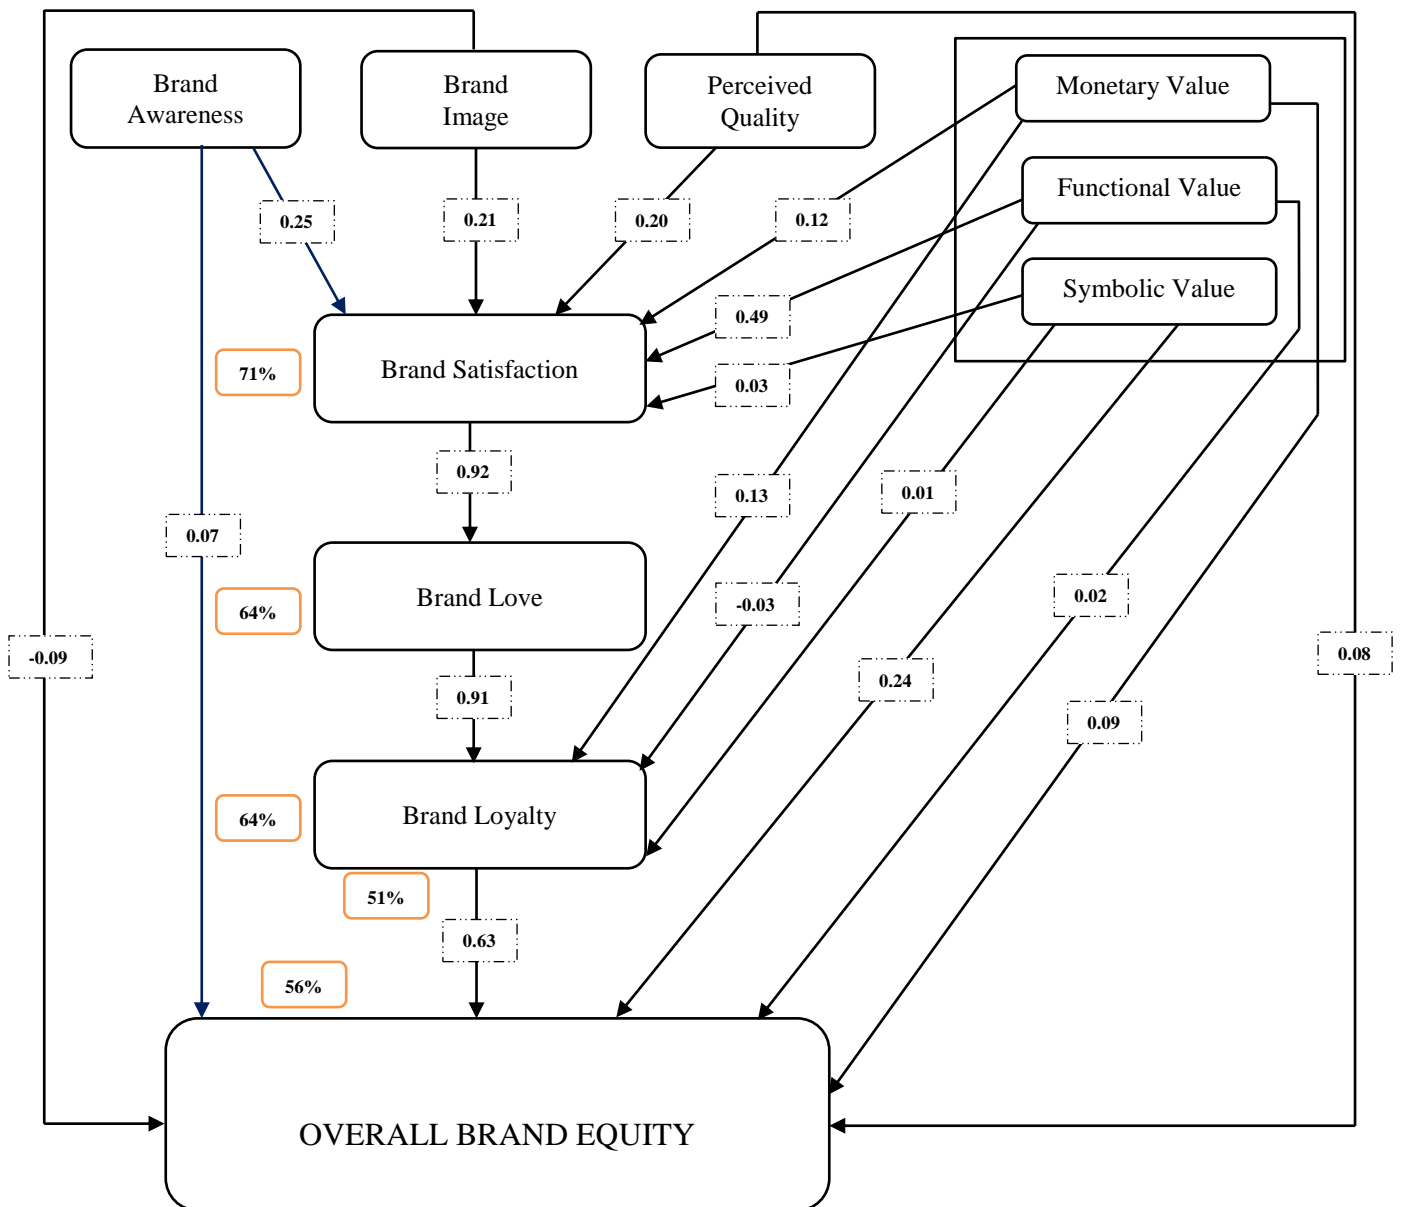 Brand
Awareness
Brand
Image
Perceived
Quality
Monetary Value
Functional Value
Symbolic Value
0.25
0.21
0.20
0.12
0.49
0.03
Brand Satisfaction
71%
0.92
0.13
0.01
0.07
Brand Love
64%
-0.03
0.02
-0.09
0.08
0.91
0.24
0.09
Brand Loyalty
64%
51%
0.63
56%
OVERALL BRAND EQUITY